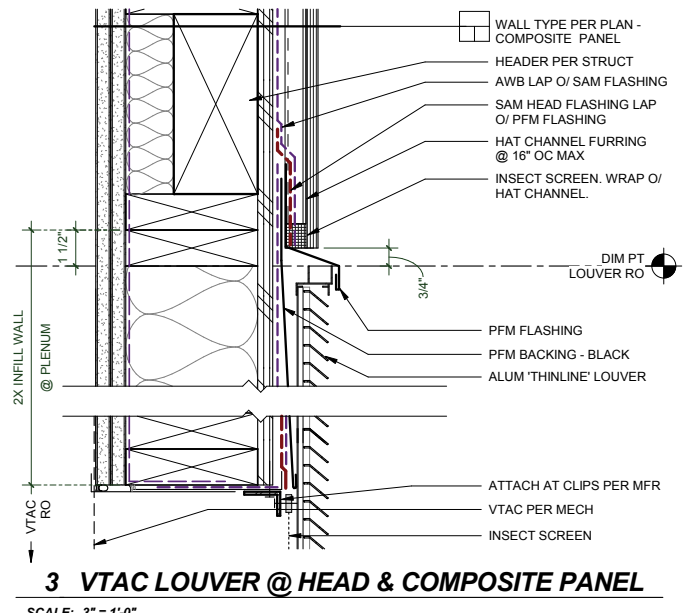 WALL TYPE PER PLAN -
COMPOSITE PANEL
HEADER PER STRUCT
AWB LAP O/ SAM FLASHING
SAM HEAD FLASHING LAP
O/ PFM FLASHING
HAT CHANNEL FURRING
@ 16" OC MAX
INSECT SCREEN. WRAP O/
HAT CHANNEL.
1 1/2"
DIM PT
LOUVER RO
3/4"
2X INFILL WALL
@ PLENUM
PFM FLASHING
PFM BACKING - BLACK
ALUM 'THINLINE' LOUVER
ATTACH AT CLIPS PER MFR
VTAC PER MECH
INSECT SCREEN
VTAC
RO
3 VTAC LOUVER @ HEAD & COMPOSITE PANEL
SCALE: 3" = 1'-0"